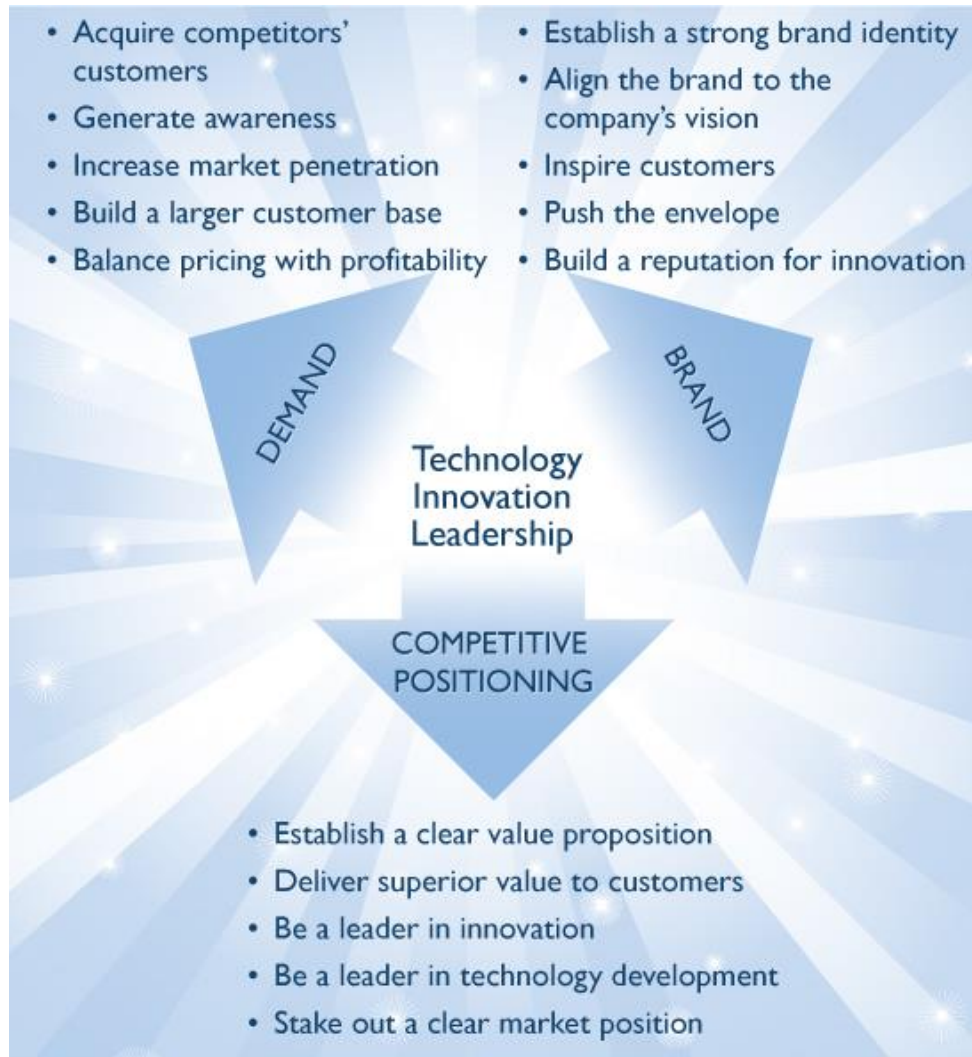 • Acquire competitors’
customers
• Generate awareness
• Increase market penetration
• Build a larger customer base
• Balance pricing with profitability
• Establish a strong brand identity
• Align the brand to the
company’s vision
• Inspire customers
• Push the envelope
• Build a reputation for innovation
DEMAND
BRAND
Technology
Innovation
Leadership
COMPETITIVE
POSITIONING
• Establish a clear value proposition
• Deliver superior value to customers
• Be a leader in innovation
• Be a leader in technology development
• Stake out a clear market position